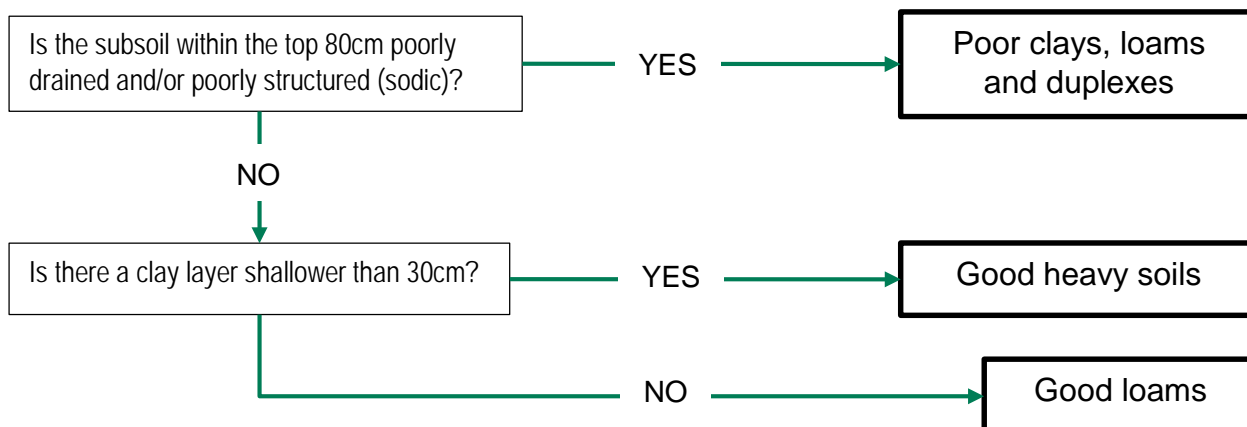 Is the subsoil within the top 80cm poorly
drained and/or poorly structured (sodic)?
YES
Poor clays, loams
and duplexes
NO
Is there a clay layer shallower than 30cm?
YES
Good heavy soils
NO
Good loams